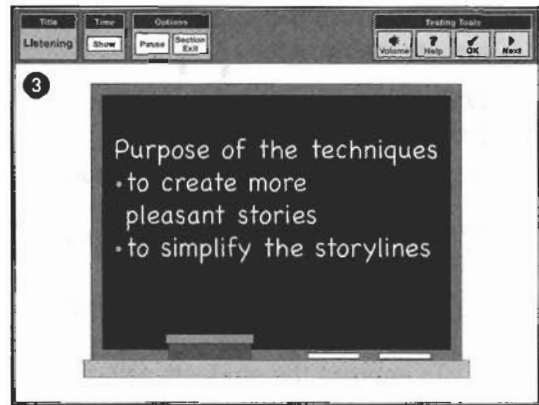 Title
Time
Options
Testing Tools
Listening
Show
Pause
Section Exit
Volume
Help
OK
Next
3
Purpose of the techniques
• to create more
pleasant stories
• to simplify the storylines